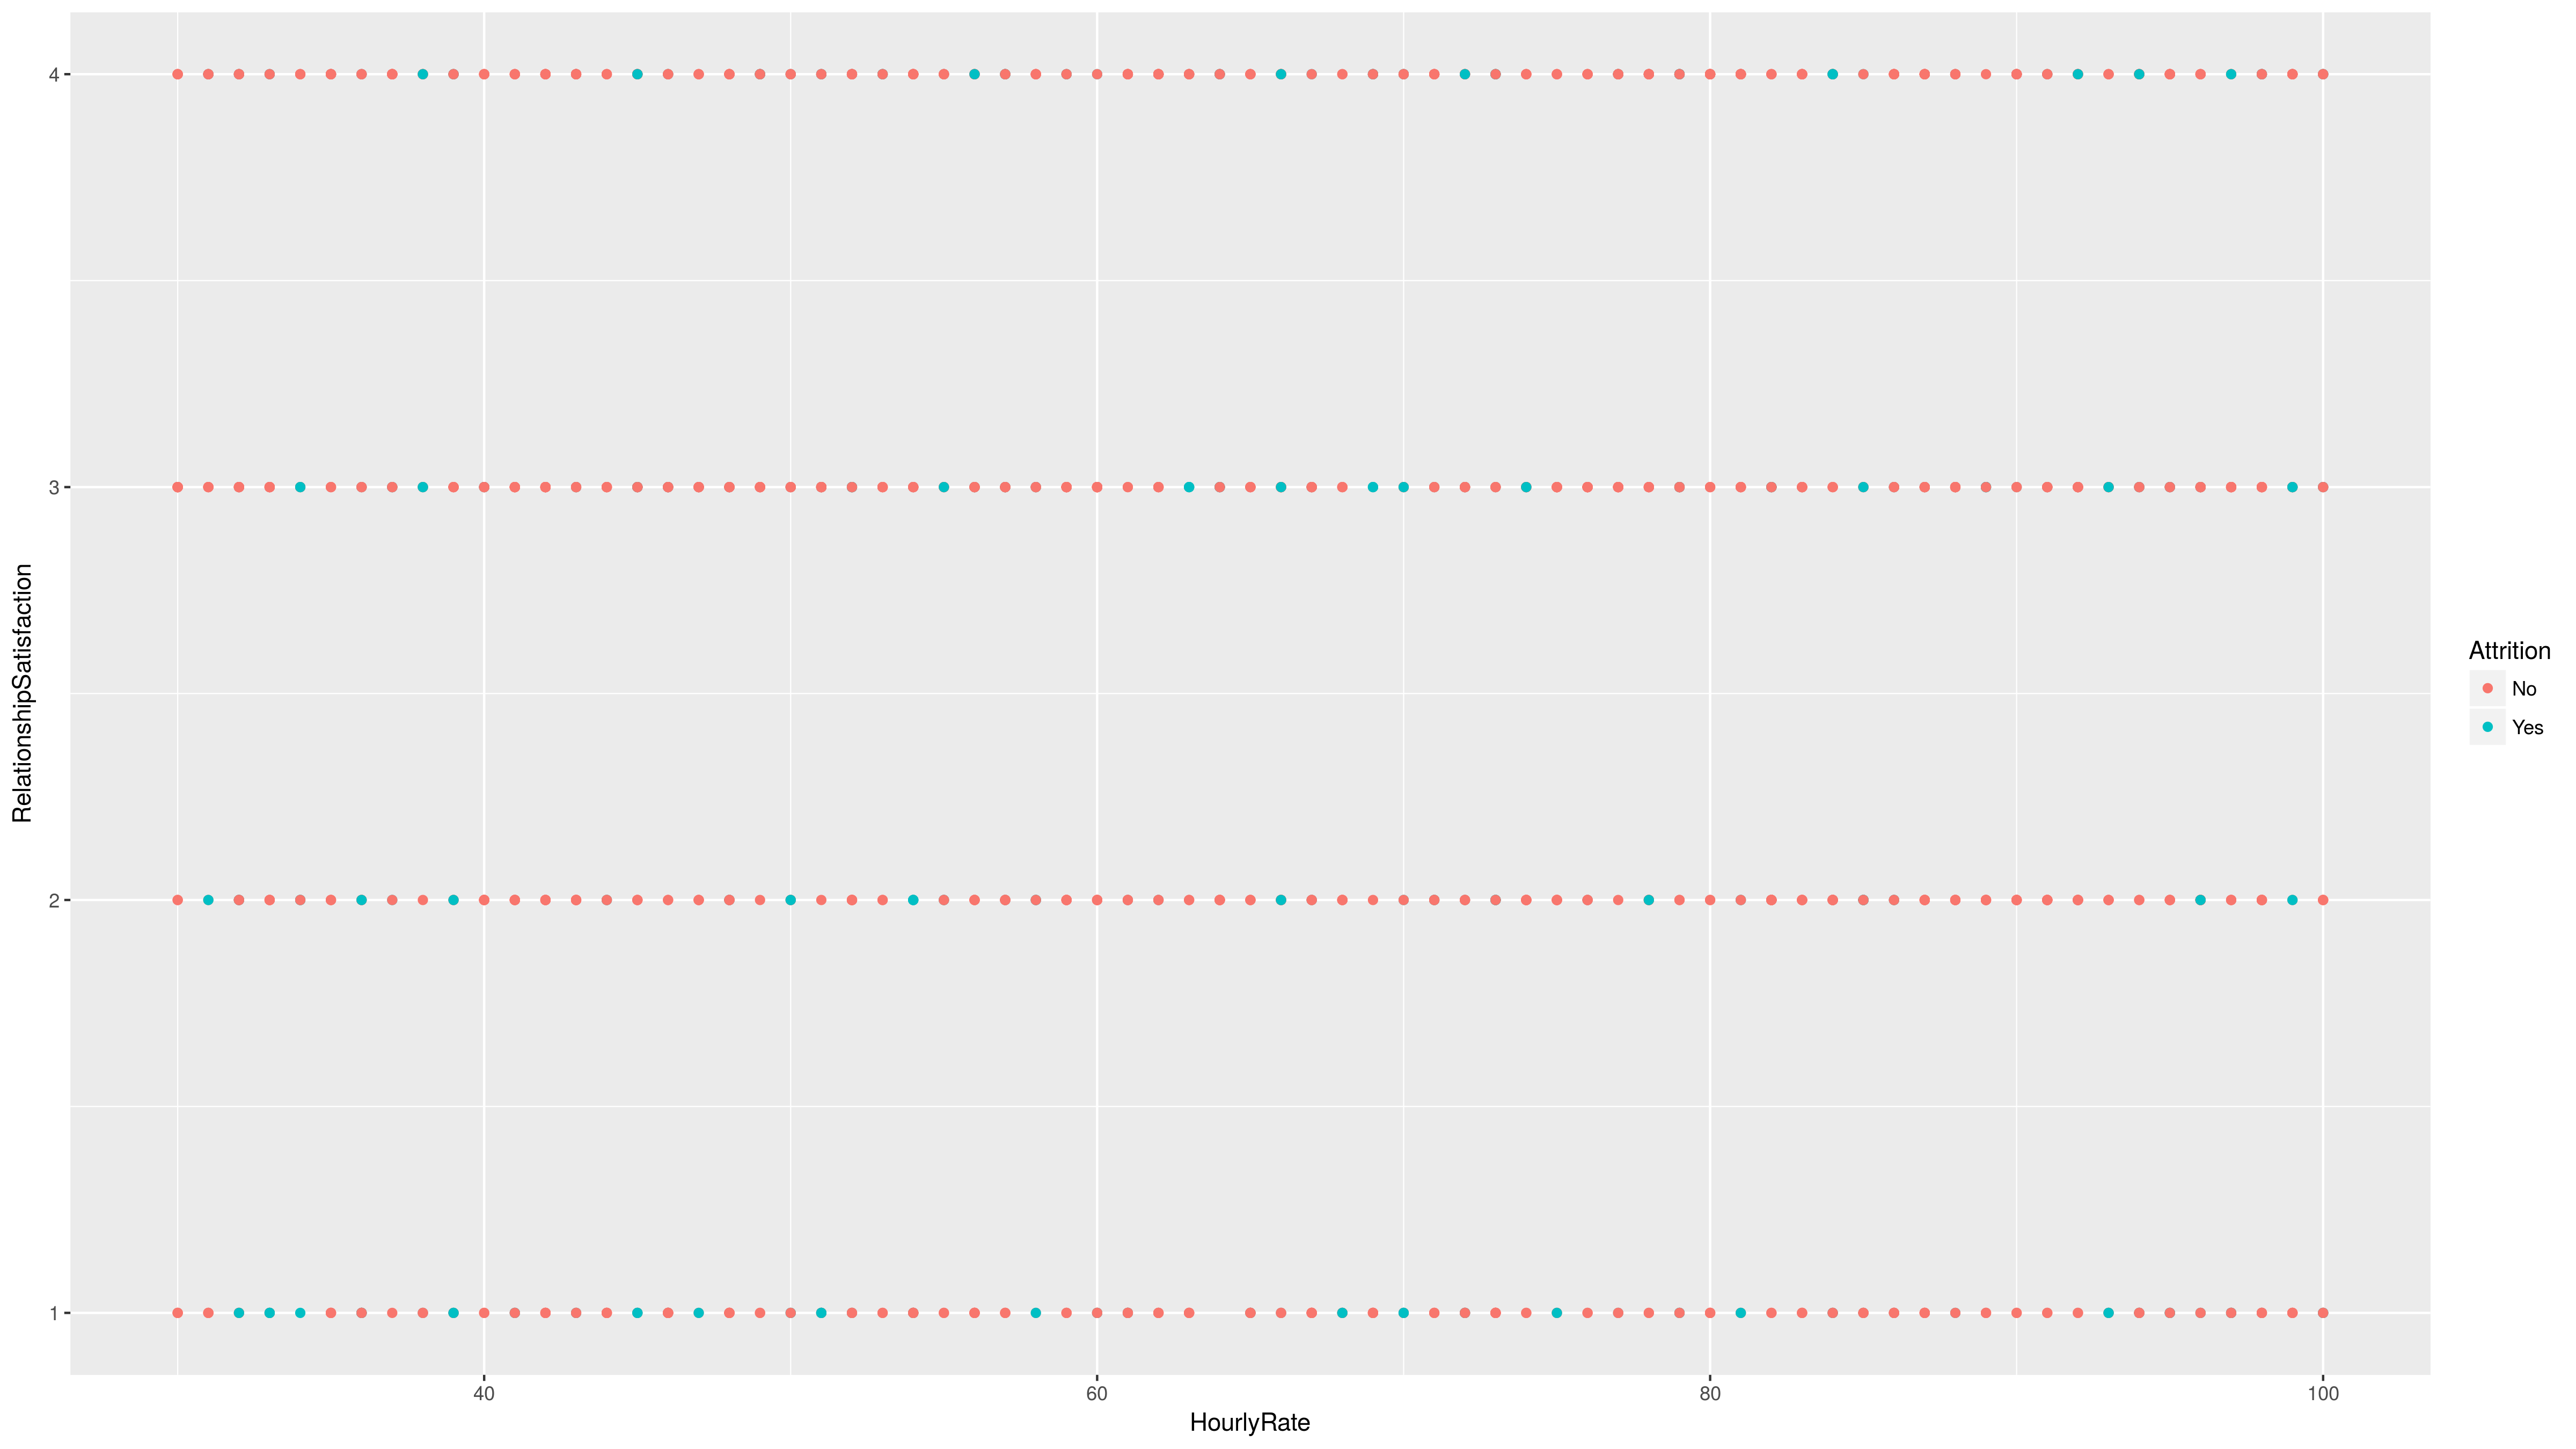 4
3
2
1
RelationshipSatisfaction
40
60
80
100
HourlyRate
Attrition
No
Yes